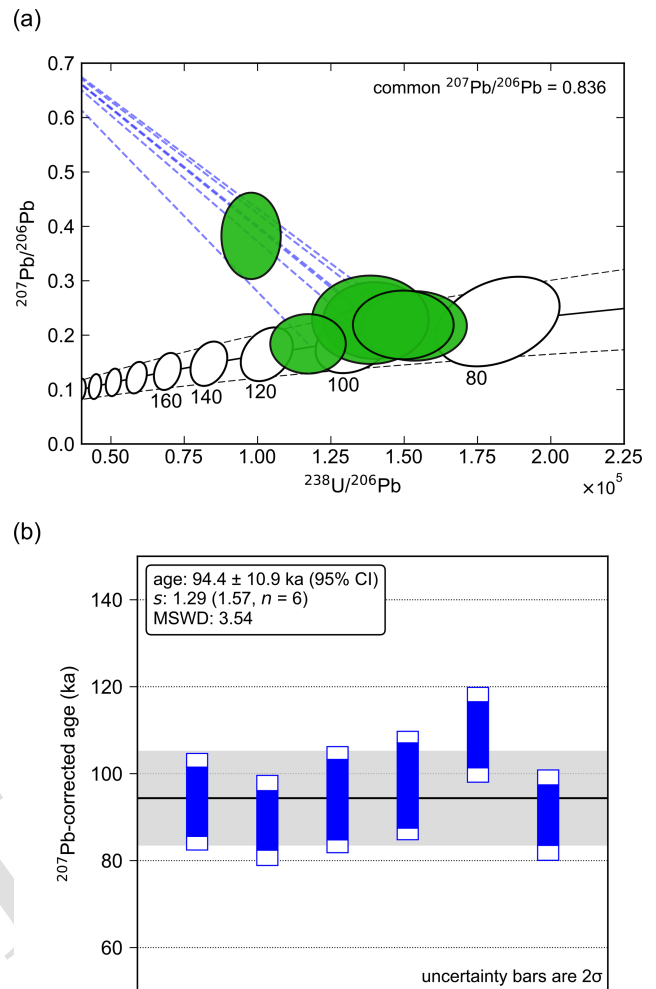 (a)
0.7
0.6
0.5
0.4
0.3
0.2
0.1
0.0
²⁰⁷Pb/²⁰⁶Pb
common ²⁰⁷Pb/²⁰⁶Pb = 0.836
160
140
120
100
80
0.50
0.75
1.00
1.25
1.50
1.75
2.00
2.25
²³⁸U/²⁰⁶Pb
×10⁵
(b)
age: 94.4 ± 10.9 ka (95% CI)
s: 1.29 (1.57, n = 6)
MSWD: 3.54
140
120
100
80
60
²⁰⁷Pb-corrected age (ka)
uncertainty bars are 2σ